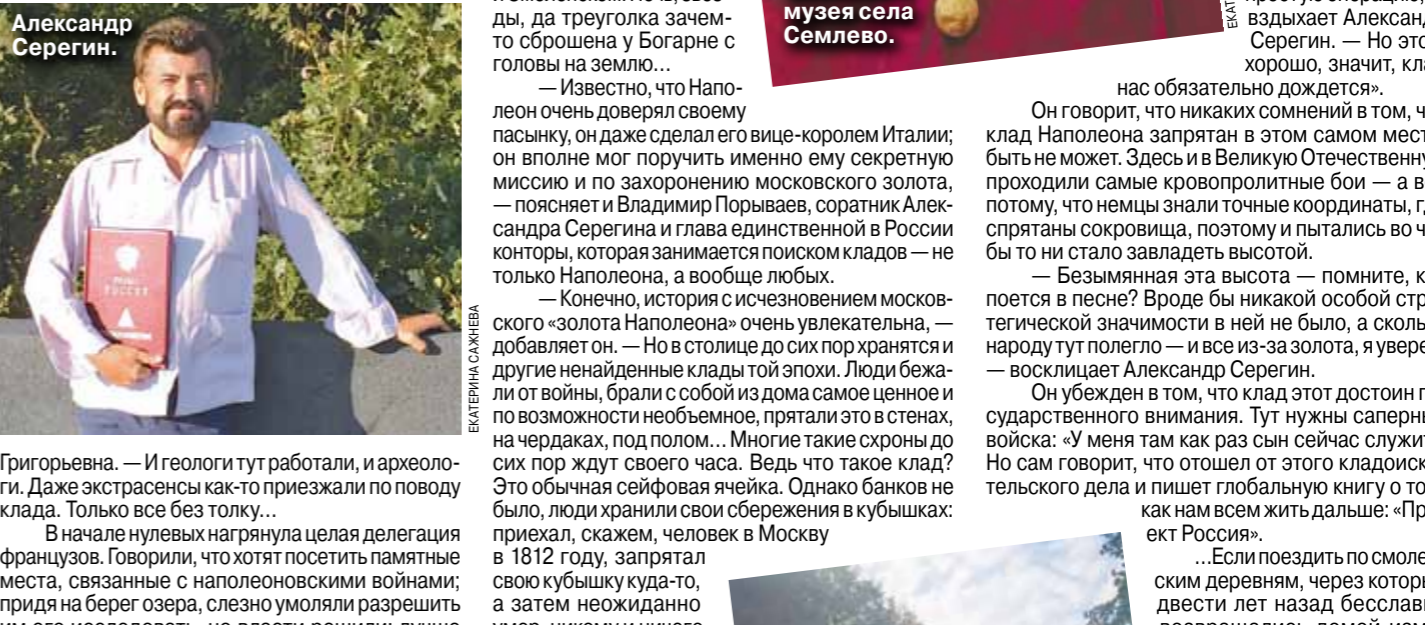 Александр
Серегин.
ЕКАТЕРИНА САЖНЕВА
Григорьевна. — И геологи тут работали, и археоло-
ги. Даже экстрасенсы как-то приезжали по поводу
клада. Только все без толку...
В начале нулевых нагрянула целая делегация
французов. Говорили, что хотят посетить памятные
места, связанные с наполеоновскими войнами;
придя на берег озера, слезно умоляли разрешить
ды, да треуголка зачем-
то сброшена у Богарне с
головы на землю...
— Известно, что Напо-
леон очень доверял своему
пасынку, он даже сделал его вице-королем Италии;
он вполне мог поручить именно ему секретную
миссию и по захоронению московского золота,
— поясняет и Владимир Порываев, соратник Алек-
сандра Серегина и глава единственной в России
конторы, которая занимается поиском кладов — не
только Наполеона, а вообще любых.
— Конечно, история с исчезновением москов-
ского «золота Наполеона» очень увлекательна, —
добавляет он. — Но в столице до сих пор хранятся и
другие ненайденные клады той эпохи. Люди бежа-
ли от войны, брали с собой из дома самое ценное и
по возможности необъемное, прятали это в стенах,
на чердаках, под полом... Многие такие схроны до
сих пор ждут своего часа. Ведь что такое клад?
Это обычная сейфовая ячейка. Однако банков не
было, люди хранили свои сбережения в кубышках:
приехал, скажем, человек в Москву
в 1812 году, запрятал
свою кубышку куда-то,
а затем неожиданно
музея села
Семлево.
вздыхает Александ
Серегин. — Но это
хорошо, значит, кла
нас обязательно дождется».
Он говорит, что никаких сомнений в том, ч
клад Наполеона запрятан в этом самом мест
быть не может. Здесь и в Великую Отечественну
проходили самые кровопролитные бои — а в
потому, что немцы знали точные координаты, г
спрятаны сокровища, поэтому и пытались во ч
бы то ни стало завладеть высотой.
— Безымянная эта высота — помните, к
поется в песне? Вроде бы никакой особой стр
тегической значимости в ней не было, а сколь
народу тут полегло — и все из-за золота, я увере
— восклицает Александр Серегин.
Он убежден в том, что клад этот достоин г
сударственного внимания. Тут нужны саперн
войска: «У меня там как раз сын сейчас служит
Но сам говорит, что отошел от этого кладоиск
тельского дела и пишет глобальную книгу о то
как нам всем жить дальше: «Пр
ект Россия».
...Если поездить по смоле
ским деревням, через котор
двести лет назад бесслав